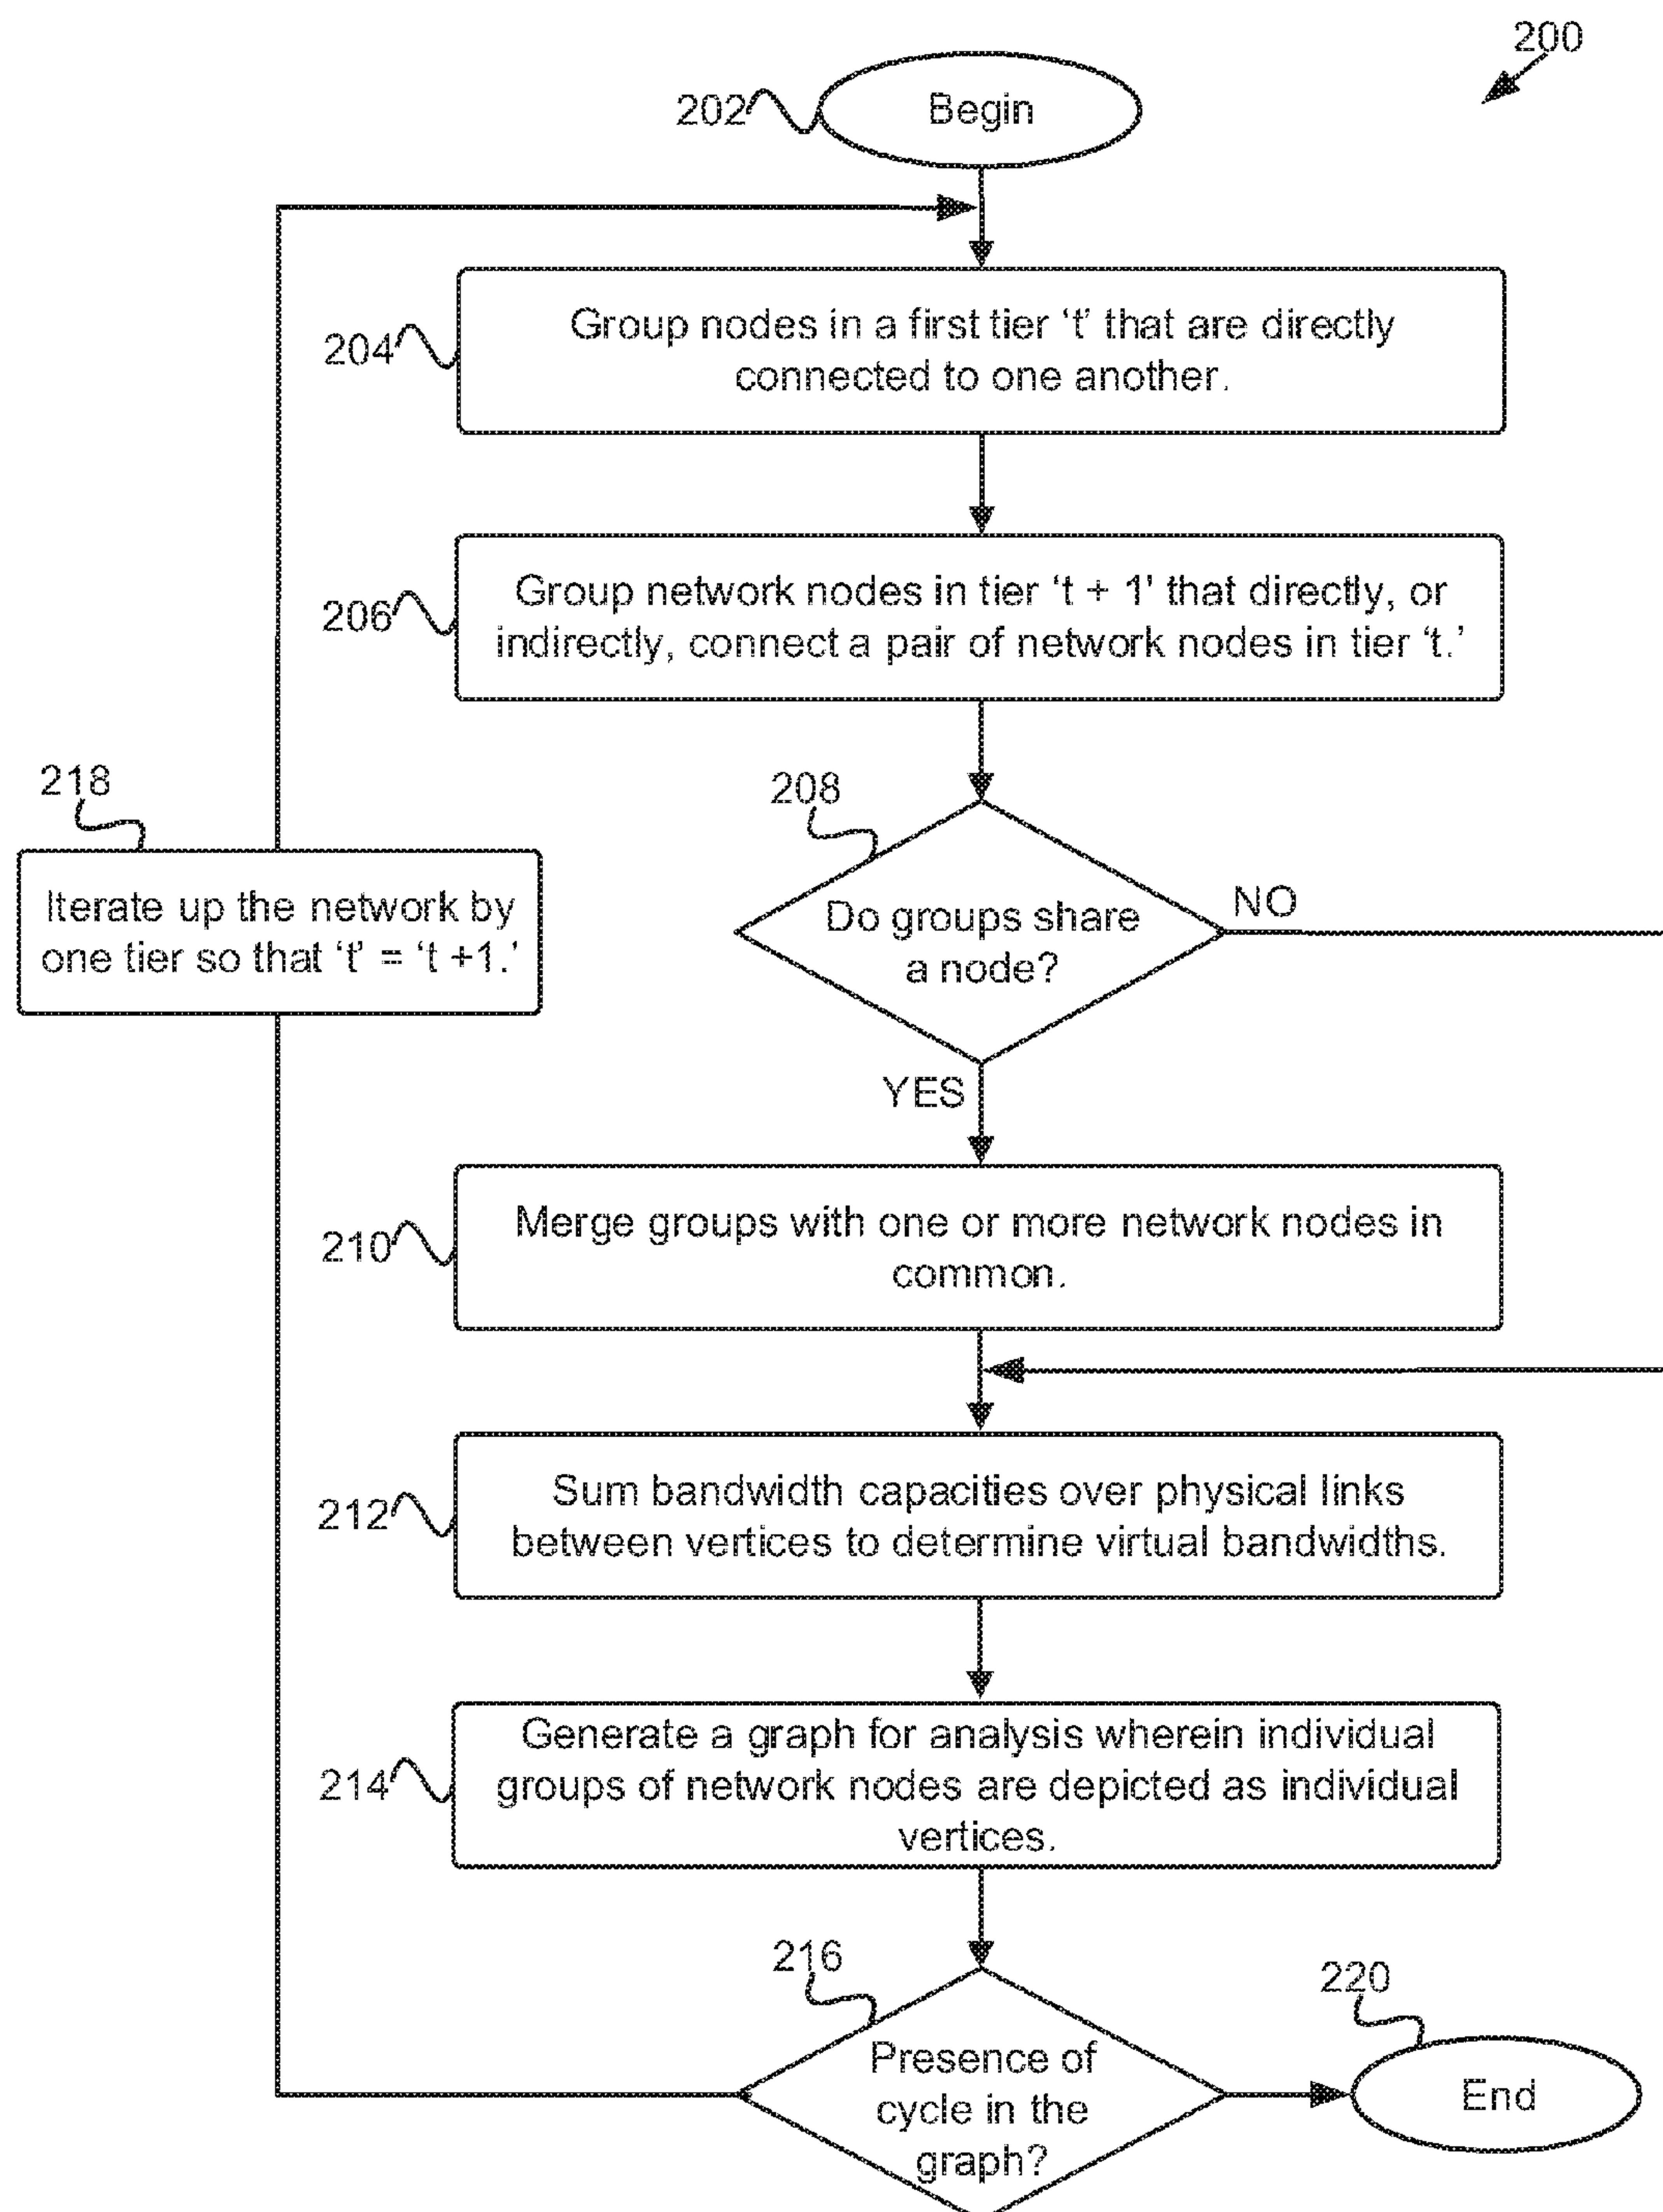 200
202
Begin
204
Group nodes in a first tier ‘t’ that are directly
connected to one another.
206
Group network nodes in tier ‘t + 1’ that directly, or
indirectly, connect a pair of network nodes in tier ‘t.’
218
Iterate up the network by
one tier so that ‘t’ = ‘t +1.’
208
Do groups share
a node?
NO
YES
210
Merge groups with one or more network nodes in
common.
212
Sum bandwidth capacities over physical links
between vertices to determine virtual bandwidths.
214
Generate a graph for analysis wherein individual
groups of network nodes are depicted as individual
vertices.
216
Presence of
cycle in the
graph?
220
End